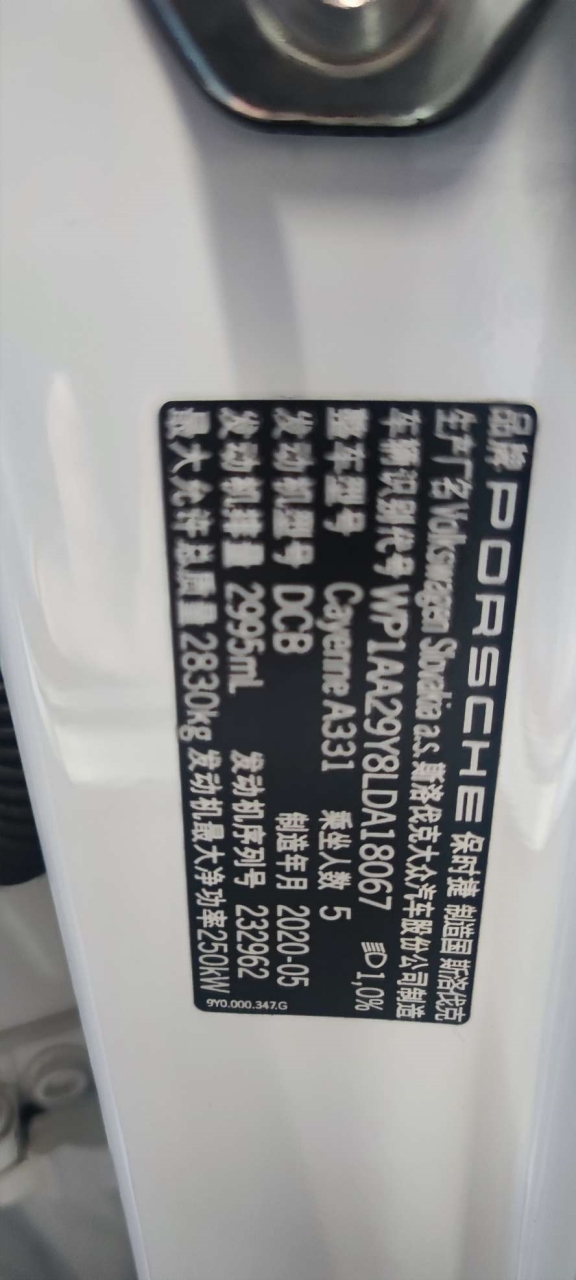 品牌 PORSCHE 保时捷 制造国 斯洛伐克
生产厂名 Volkswagen Slovakia a.s. 斯洛伐克大众汽车股份公司制造
车辆识别代号 WP1AA29Y8LDA18067 1,0%
整车型号 Cayenne A331 乘坐人数 5
发动机型号 DCB 制造年月 2020-05
发动机排量 2995mL 发动机序列号 232962
最大允许总质量 2830kg 发动机最大净功率 250kW
9Y0.000.347.G